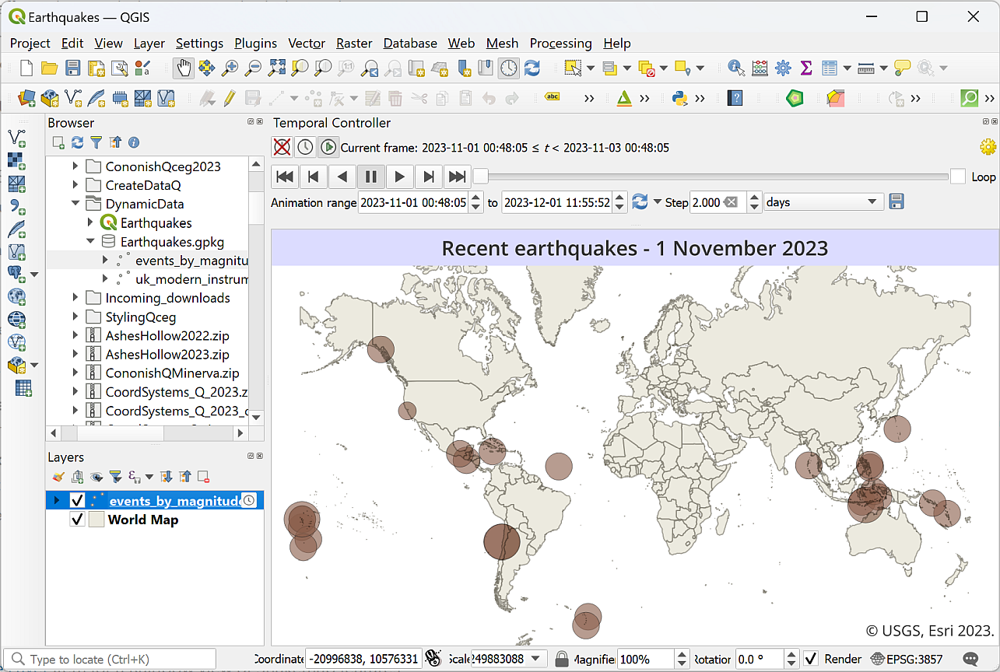 Earthquakes — QGIS
Project Edit View Layer Settings Plugins Vector Raster Database Web Mesh Processing Help
abc
Browser
CononishQceg2023
CreateDataQ
DynamicData
Earthquakes
Earthquakes.gpkg
events_by_magnitu
uk_modern_instrum
Incoming_downloads
StylingQceg
AshesHollow2022.zip
AshesHollow2023.zip
CononishQMinerva.zip
CoordSystems_Q_2023.z
CoordSystems_Q_2023_c
Layers
events_by_magnitud
World Map
Temporal Controller
Current frame: 2023-11-01 00:48:05 ≤ t < 2023-11-03 00:48:05
Loop
Animation range 2023-11-01 00:48:05 to 2023-12-01 11:55:52 Step 2.000 days
Recent earthquakes - 1 November 2023
© USGS, Esri 2023.
Type to locate (Ctrl+K) Coordinate -20996838, 10576331 Scale 249883088 Magnifier 100% Rotation 0.0 ° Render EPSG:3857